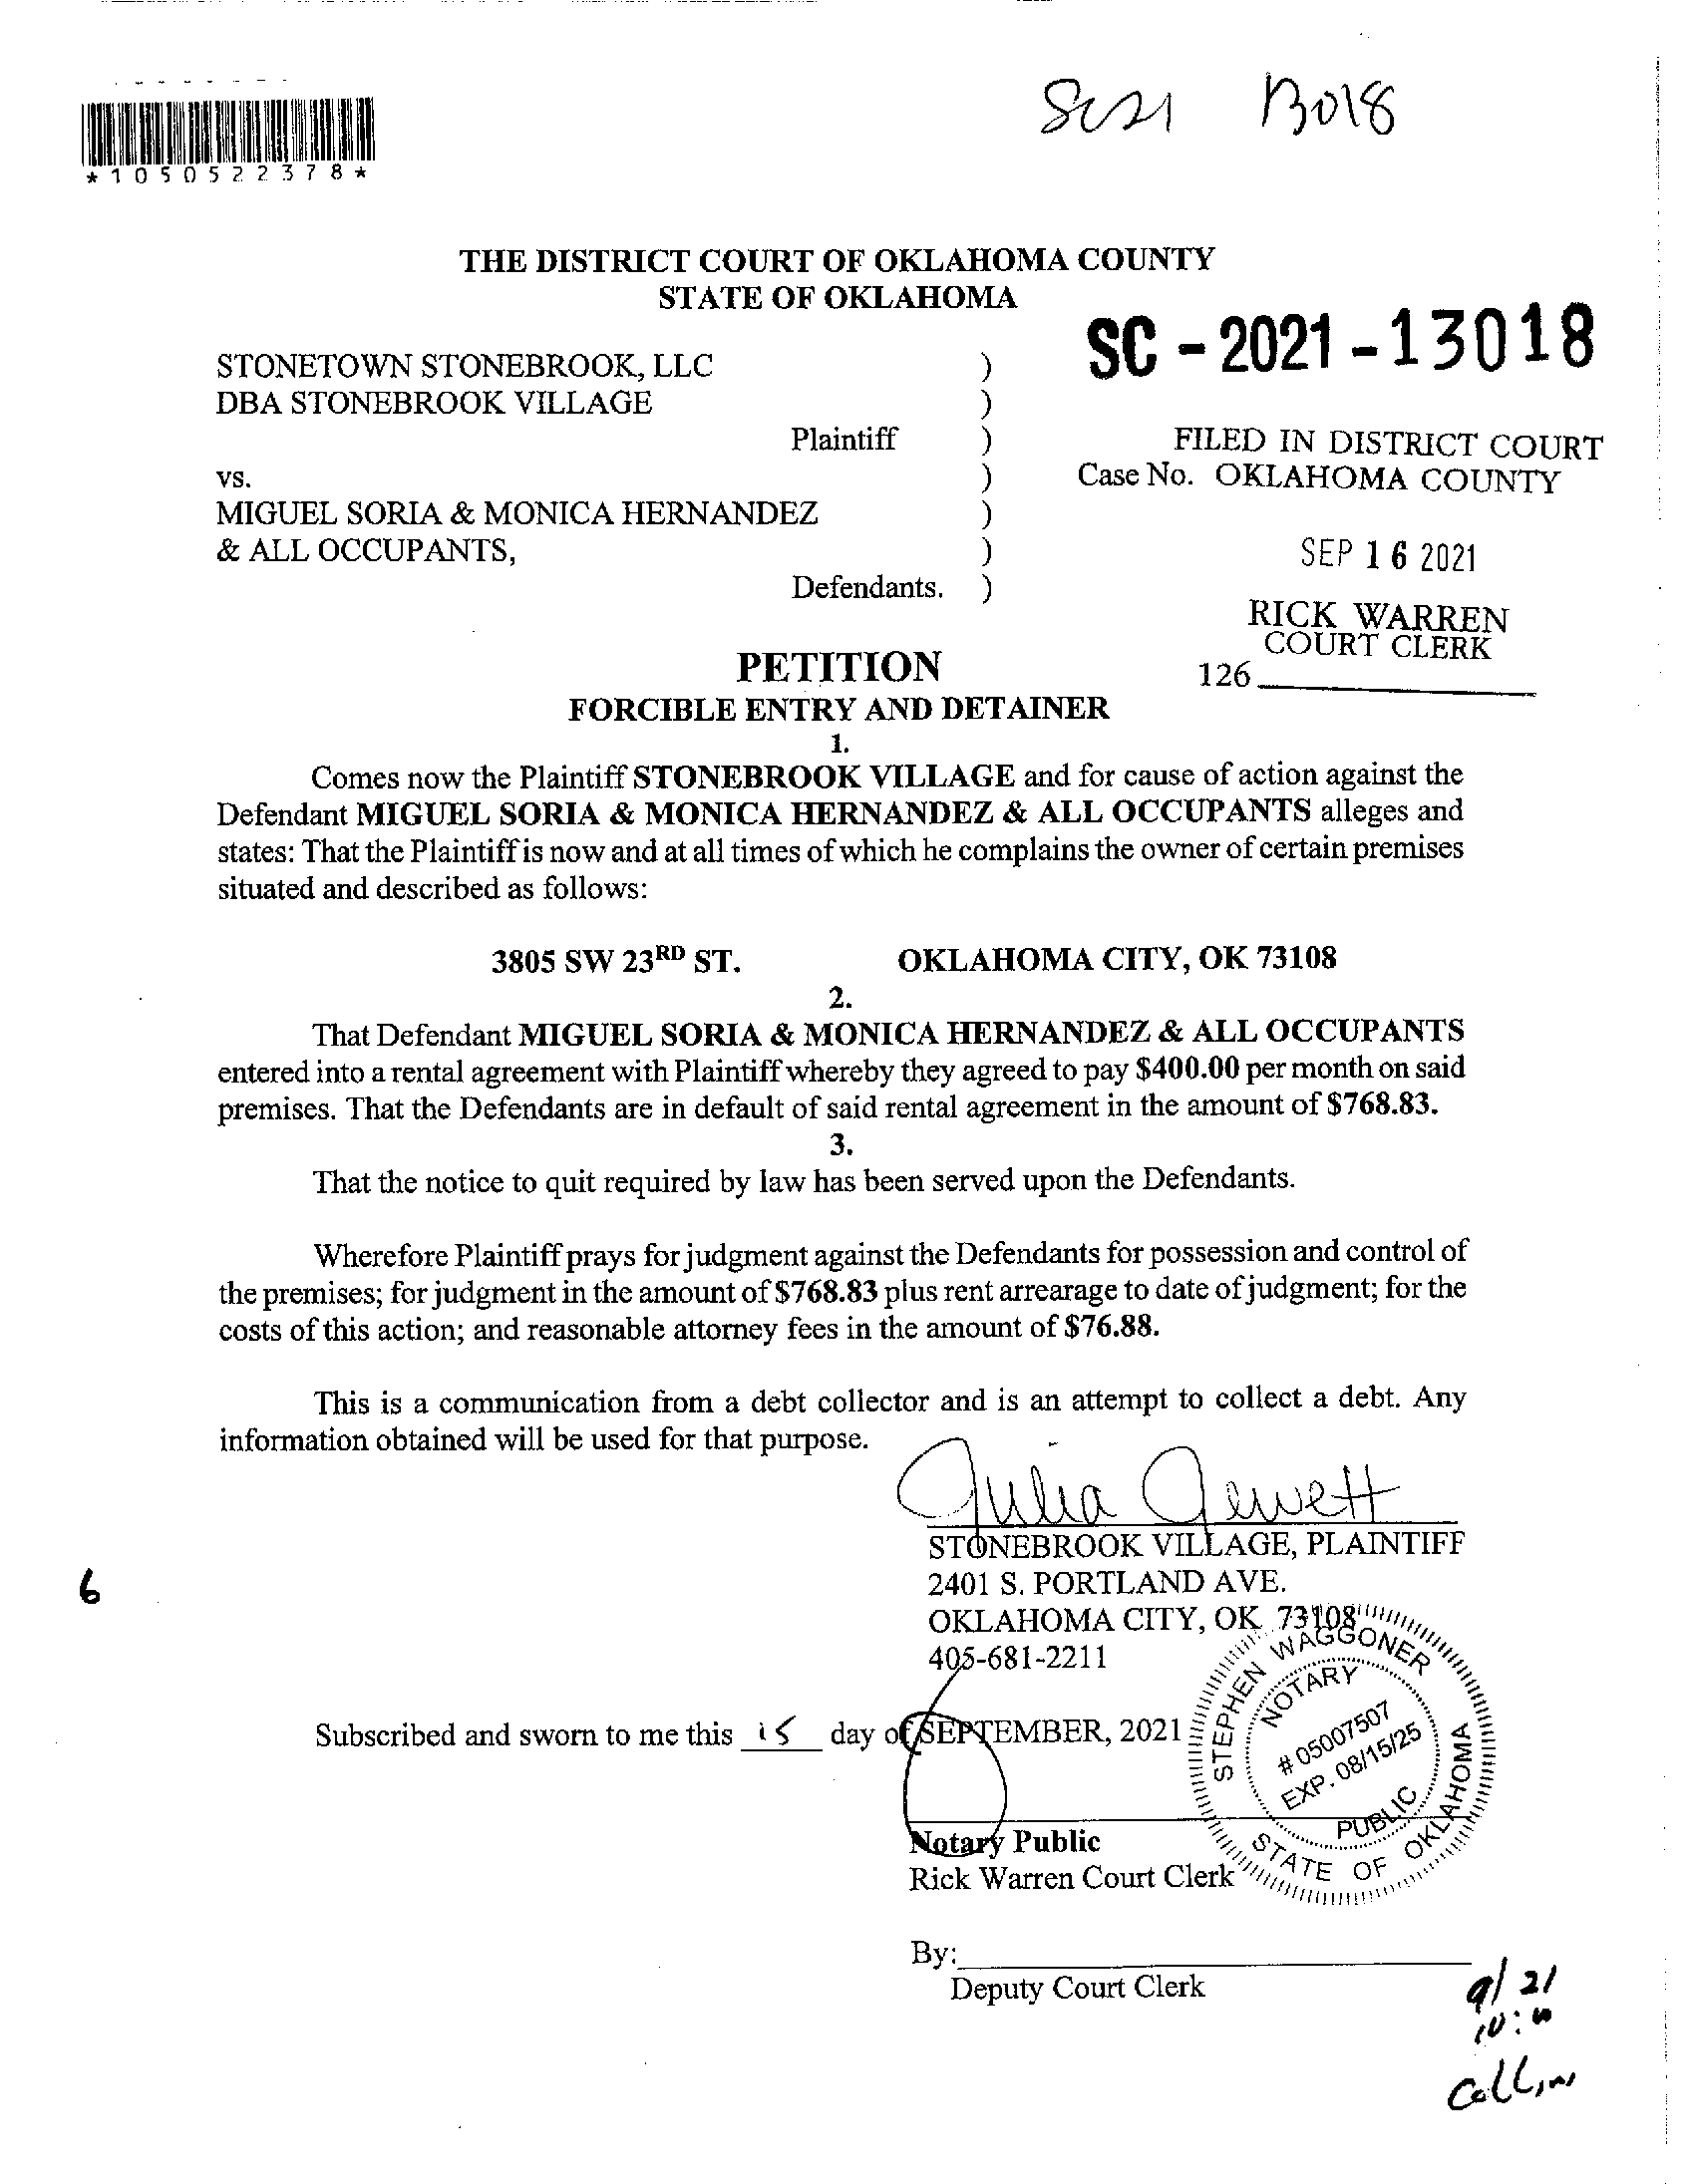 SC21 13018
*1050522378*
THE DISTRICT COURT OF OKLAHOMA COUNTY
STATE OF OKLAHOMA
SC - 2021 - 13018
STONETOWN STONEBROOK, LLC )
DBA STONEBROOK VILLAGE )
Plaintiff )
FILED IN DISTRICT COURT
vs. )
Case No. OKLAHOMA COUNTY
MIGUEL SORIA & MONICA HERNANDEZ )
& ALL OCCUPANTS, )
SEP 16 2021
Defendants. )
RICK WARREN
COURT CLERK
126
PETITION
FORCIBLE ENTRY AND DETAINER
1.
Comes now the Plaintiff STONEBROOK VILLAGE and for cause of action against the
Defendant MIGUEL SORIA & MONICA HERNANDEZ & ALL OCCUPANTS alleges and
states: That the Plaintiff is now and at all times of which he complains the owner of certain premises
situated and described as follows:
3805 SW 23RD ST. OKLAHOMA CITY, OK 73108
2.
That Defendant MIGUEL SORIA & MONICA HERNANDEZ & ALL OCCUPANTS
entered into a rental agreement with Plaintiff whereby they agreed to pay $400.00 per month on said
premises. That the Defendants are in default of said rental agreement in the amount of $768.83.
3.
That the notice to quit required by law has been served upon the Defendants.
Wherefore Plaintiff prays for judgment against the Defendants for possession and control of
the premises; for judgment in the amount of $768.83 plus rent arrearage to date of judgment; for the
costs of this action; and reasonable attorney fees in the amount of $76.88.
This is a communication from a debt collector and is an attempt to collect a debt. Any
information obtained will be used for that purpose.
Julia Jewett
STONEBROOK VILLAGE, PLAINTIFF
6
2401 S. PORTLAND AVE.
OKLAHOMA CITY, OK 73108
405-681-2211
Subscribed and sworn to me this 15 day of SEPTEMBER, 2021
STEPHEN WAGGONER
NOTARY
# 05007507
EXP. 08/15/25
PUBLIC
STATE OF OKLAHOMA
Notary Public
Rick Warren Court Clerk
By:
Deputy Court Clerk
9/21